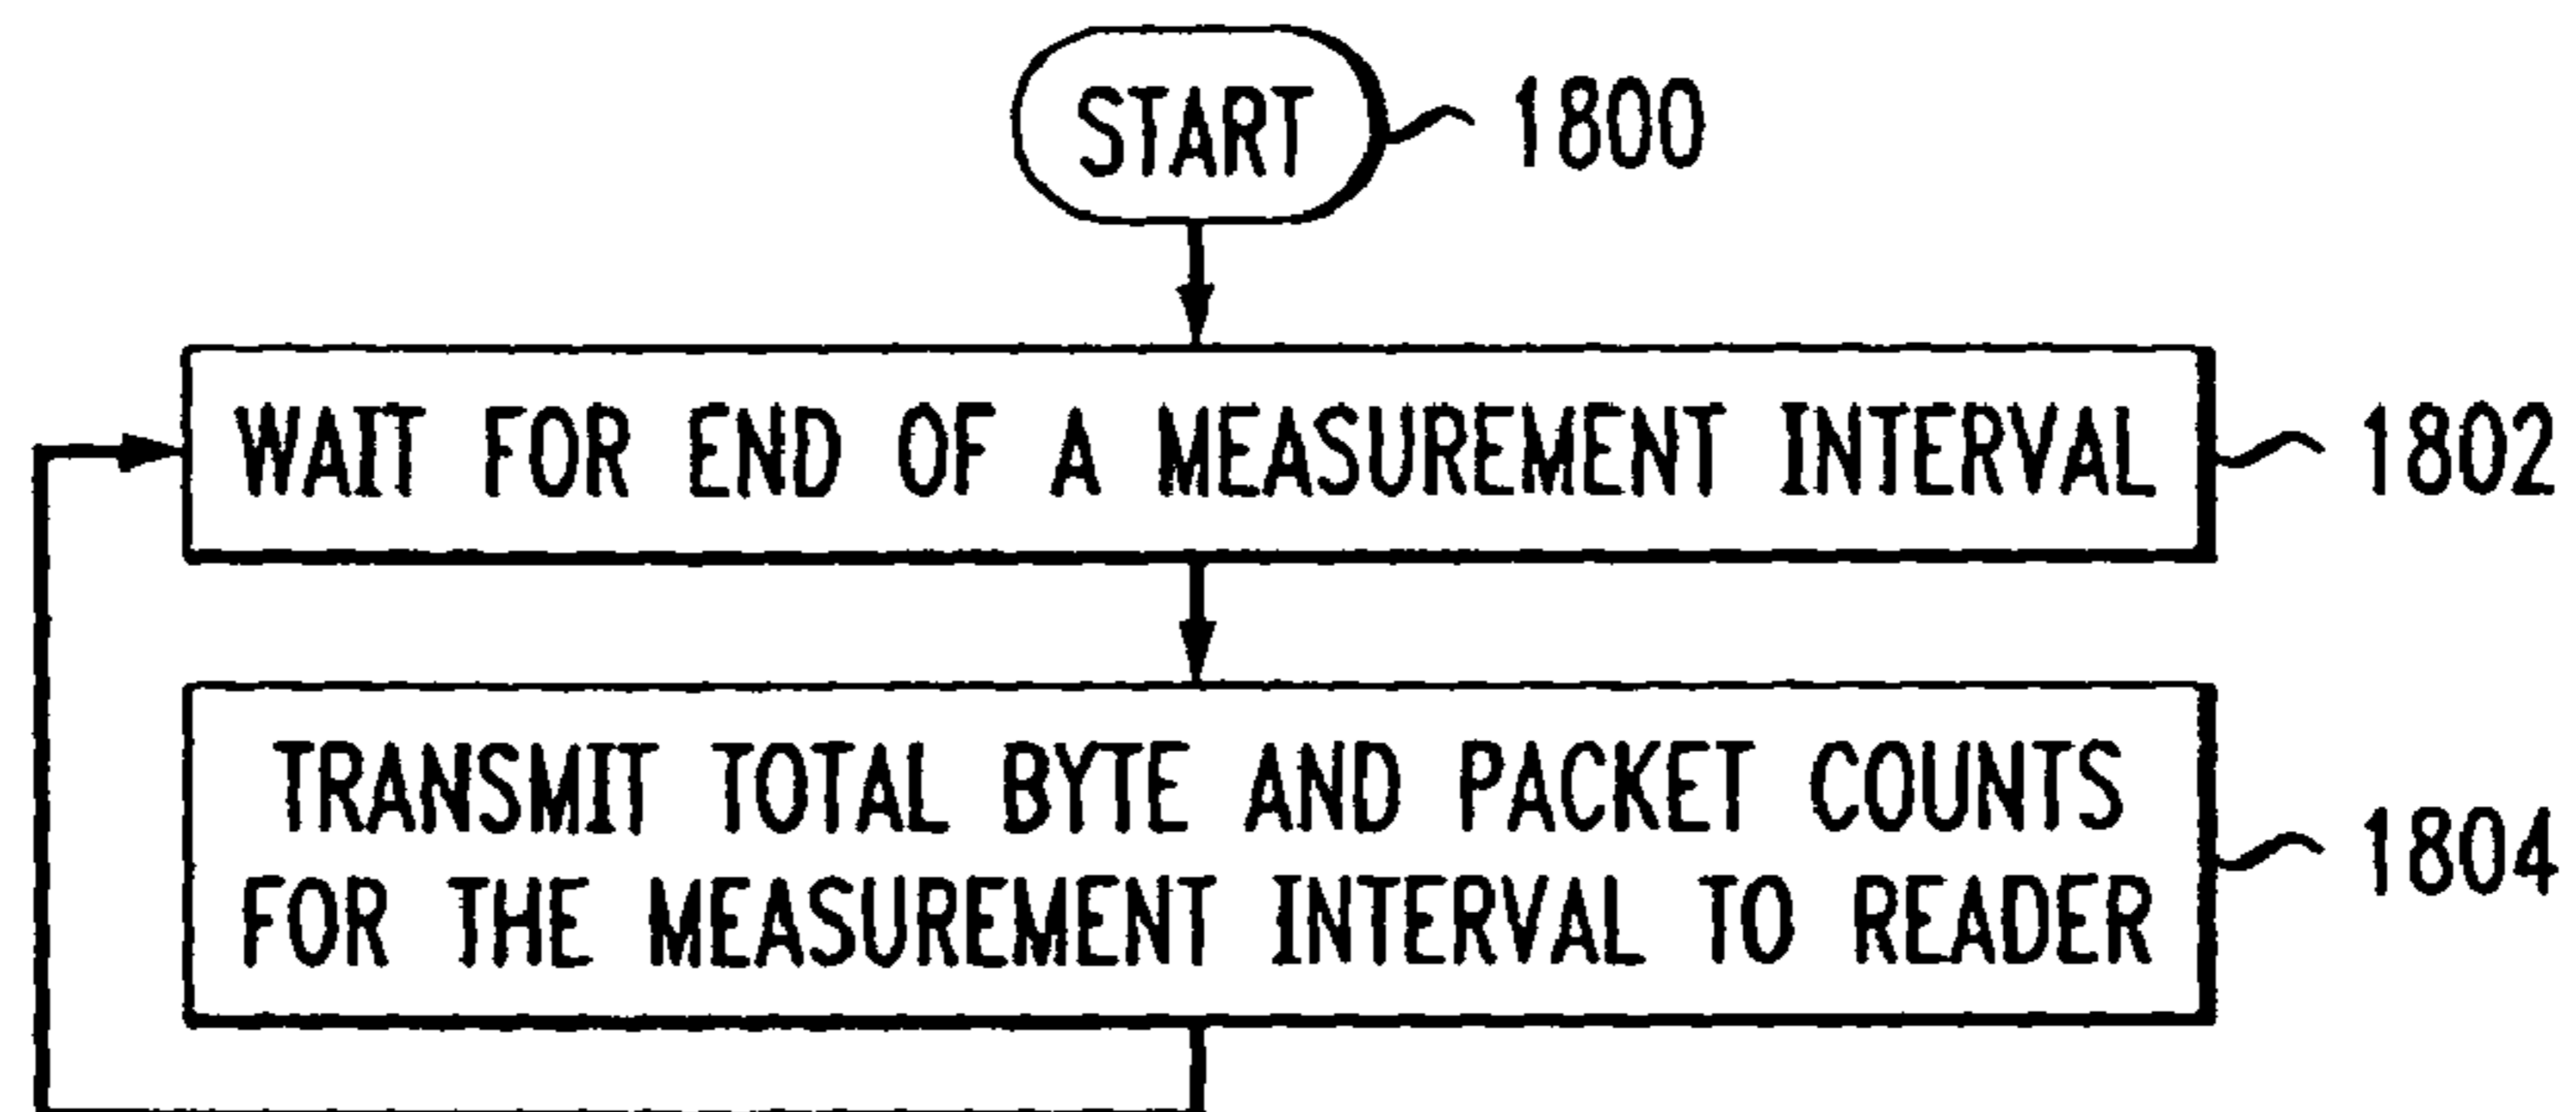 START 1800
WAIT FOR END OF A MEASUREMENT INTERVAL 1802
TRANSMIT TOTAL BYTE AND PACKET COUNTS
FOR THE MEASUREMENT INTERVAL TO READER
1804